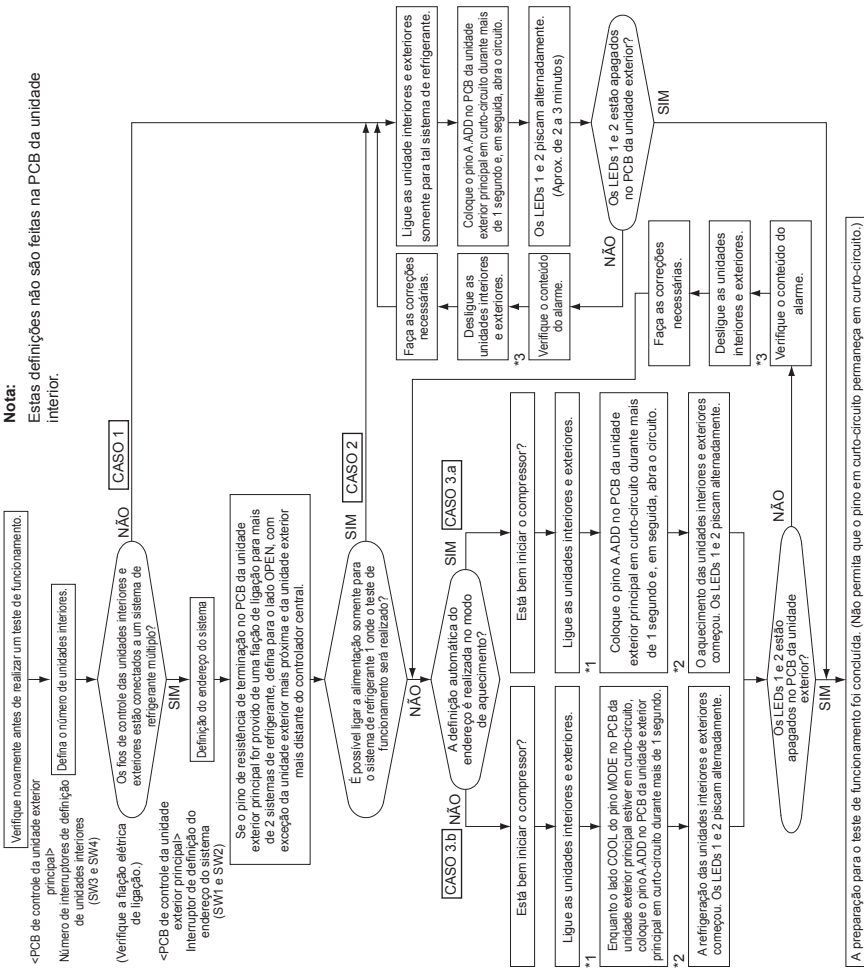 Nota:
Estas definições não são feitas na PCB da unidade
interior.
Verifique novamente antes de realizar um teste de funcionamento.
<PCB de controle da unidade exterior
principal>
Número de interruptores de definição
de unidades interiores
(SW3 e SW4)
Defina o número de unidades interiores.
(Verifique a fiação elétrica
de ligação.)
Os fios de controle das unidades interiores e
exteriores estão conectados a um sistema de
refrigerante múltiplo?
NÃO
CASO 1
SIM
<PCB de controle da unidade
exterior principal>
Interruptor de definição do
endereço do sistema
(SW1 e SW2)
Definição do endereço do sistema
Se o pino de resistência de terminação no PCB da unidade
exterior principal for provido de uma fiação de ligação para mais
de 2 sistemas de refrigerante, defina para o lado OPEN, com
exceção da unidade exterior mais próxima e da unidade exterior
mais distante do controlador central.
É possível ligar a alimentação somente para
o sistema de refrigerante 1 onde o teste de
funcionamento será realizado?
SIM
CASO 2
NÃO
A definição automática do
endereço é realizada no modo
de aquecimento?
NÃO
CASO 3.b
SIM
CASO 3.a
Está bem iniciar o compressor?
Ligue as unidades interiores e exteriores.
*1
Enquanto o lado COOL do pino MODE no PCB da
unidade exterior principal estiver em curto-circuito,
coloque o pino A.ADD no PCB da unidade exterior
principal em curto-circuito durante mais de 1 segundo.
*2
A refrigeração das unidades interiores e exteriores
começou. Os LEDs 1 e 2 piscam alternadamente.
Está bem iniciar o compressor?
Ligue as unidades interiores e exteriores.
*1
Coloque o pino A.ADD no PCB da unidade
exterior principal em curto-circuito durante mais
de 1 segundo e, em seguida, abra o circuito.
*2
O aquecimento das unidades interiores e exteriores
começou. Os LEDs 1 e 2 piscam alternadamente.
Os LEDs 1 e 2 estão
apagados no PCB da unidade
exterior?
NÃO
SIM
Faça as correções
necessárias.
Desligue as unidades
interiores e exteriores.
*3
Verifique o conteúdo do
alarme.
Ligue as unidade interiores e exteriores
somente para tal sistema de refrigerante.
Coloque o pino A.ADD no PCB da unidade
exterior principal em curto-circuito durante mais
de 1 segundo e, em seguida, abra o circuito.
Os LEDs 1 e 2 piscam alternadamente.
(Aprox. de 2 a 3 minutos)
Os LEDs 1 e 2 estão apagados
no PCB da unidade exterior?
NÃO
SIM
Faça as correções
necessárias.
Desligue as
unidades interiores
e exteriores.
*3
Verifique o conteúdo
do alarme.
A preparação para o teste de funcionamento foi concluída. (Não permita que o pino em curto-circuito permaneça em curto-circuito.)